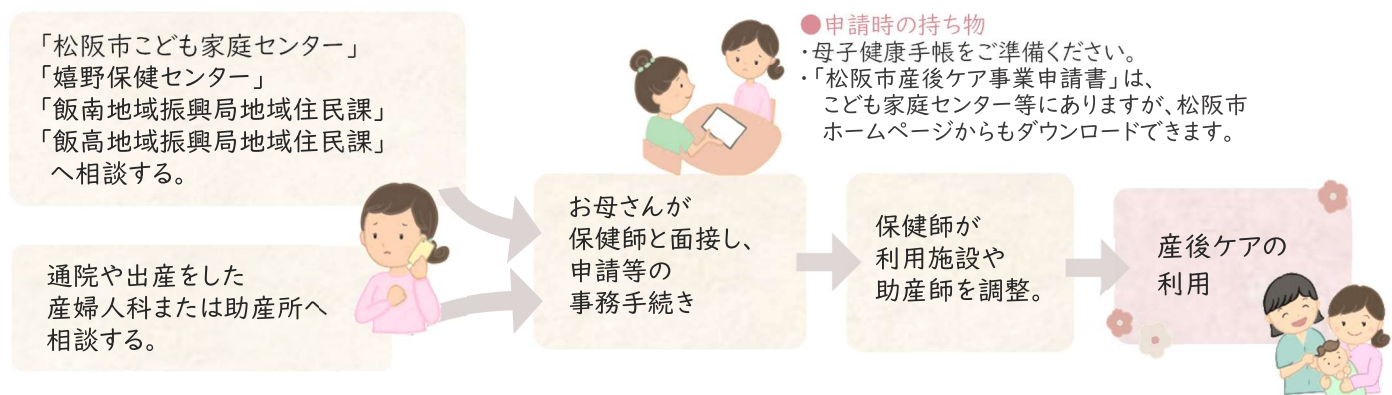 「松阪市こども家庭センター」
「嬉野保健センター」
「飯南地域振興局地域住民課」
「飯高地域振興局地域住民課」
へ相談する。
通院や出産をした
産婦人科または助産所へ
相談する。
●申請時の持ち物
・母子健康手帳をご準備ください。
・「松阪市産後ケア事業申請書」は、
こども家庭センター等にありますが、松阪市
ホームページからもダウンロードできます。
お母さんが
保健師と面接し、
申請等の
事務手続き
保健師が
利用施設や
助産師を調整。
産後ケアの
利用